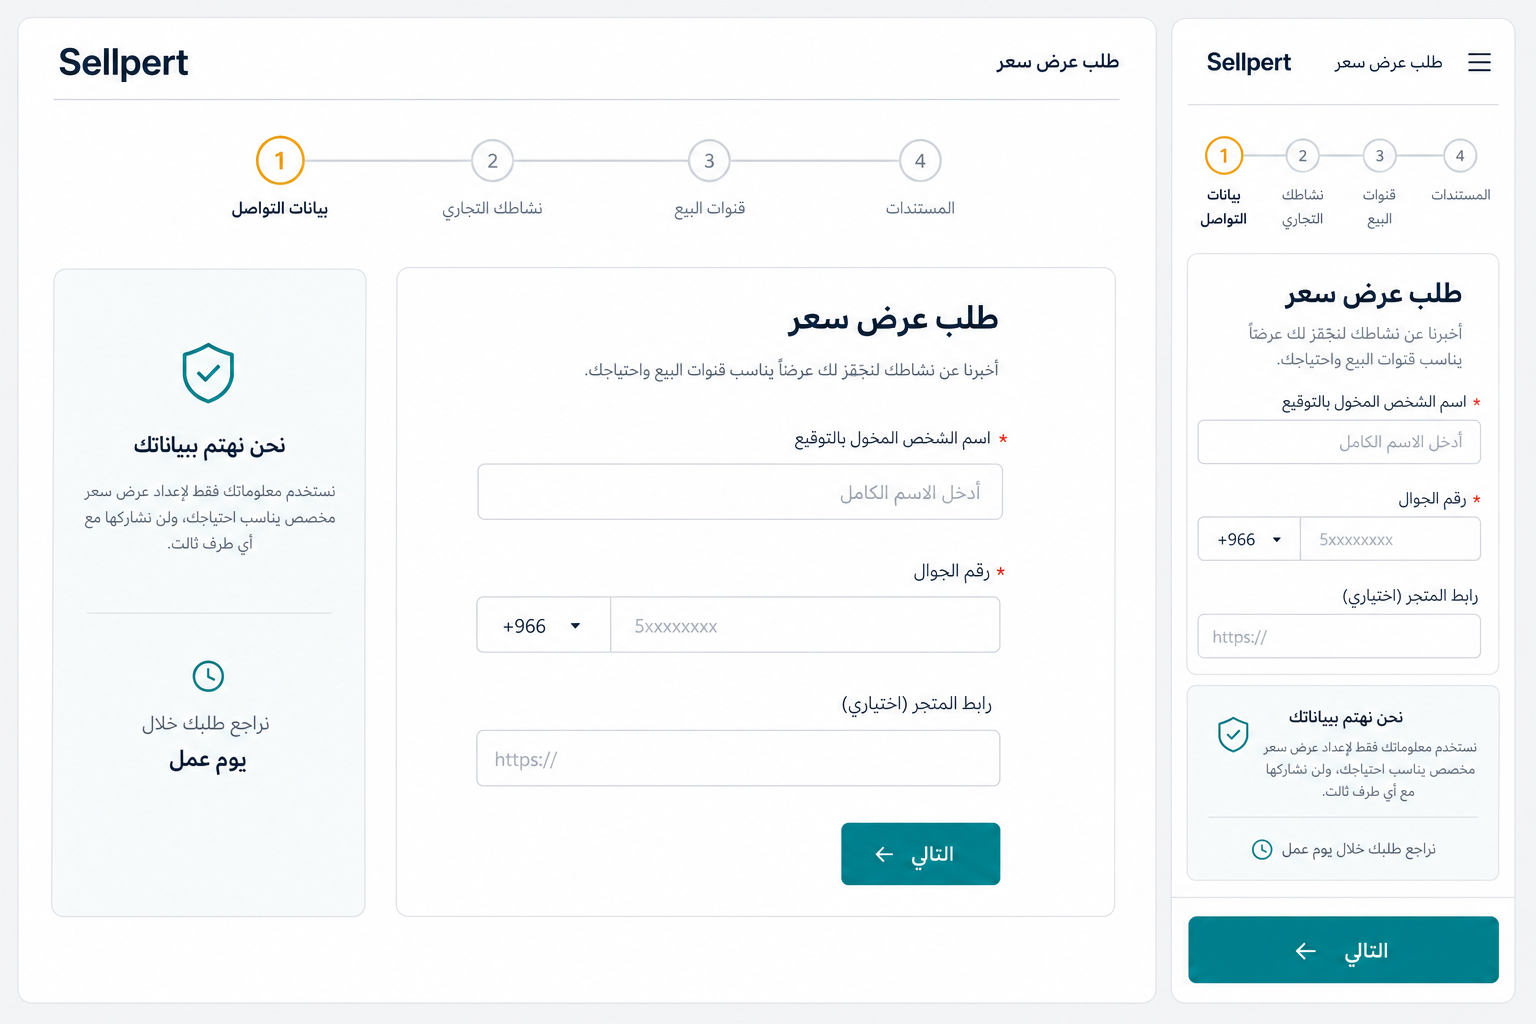 Sellpert
طلب عرض سعر
1
2
3
4
بيانات التواصل
نشاطك التجاري
قنوات البيع
المستندات
طلب عرض سعر
أخبرنا عن نشاطك لك عرضاً يناسب قنوات البيع واحتياجك.
* اسم الشخص المخول بالتوقيع
أدخل الاسم الكامل
* رقم الجوال
+966
5xxxxxxxx
رابط المتجر (اختياري)
https://
التالي ←
نحن نهتم ببياناتك
نستخدم معلوماتك فقط لإعداد عرض سعر
مخصص يناسب احتياجك، ولن نشاركها مع
أي طرف ثالت.
نراجع طلبك خلال
يوم عمل
Sellpert
طلب عرض سعر
1
2
3
4
بيانات
التواصل
نشاطك
التجاري
قنوات
البيع
المستندات
طلب عرض سعر
أخبرنا عن نشاطك لك عرضاً
يناسب قتوات البيع واحتياجك.
* اسم الشخص المخول بالتوقيع
أدخل الاسم الكامل
* رقم الجوال
+966
5xxxxxxxx
رابط المتجر (اختياري)
https://
نحن نهتم ببياناتك
نستخدم معلوماتك فقط لإعداد عرض سعر
مخصص يناسب احتياجك، ولن نشاركها
مع أي طرف ثالت.
نراجع طلبك خلال يوم عمل
التالي ←